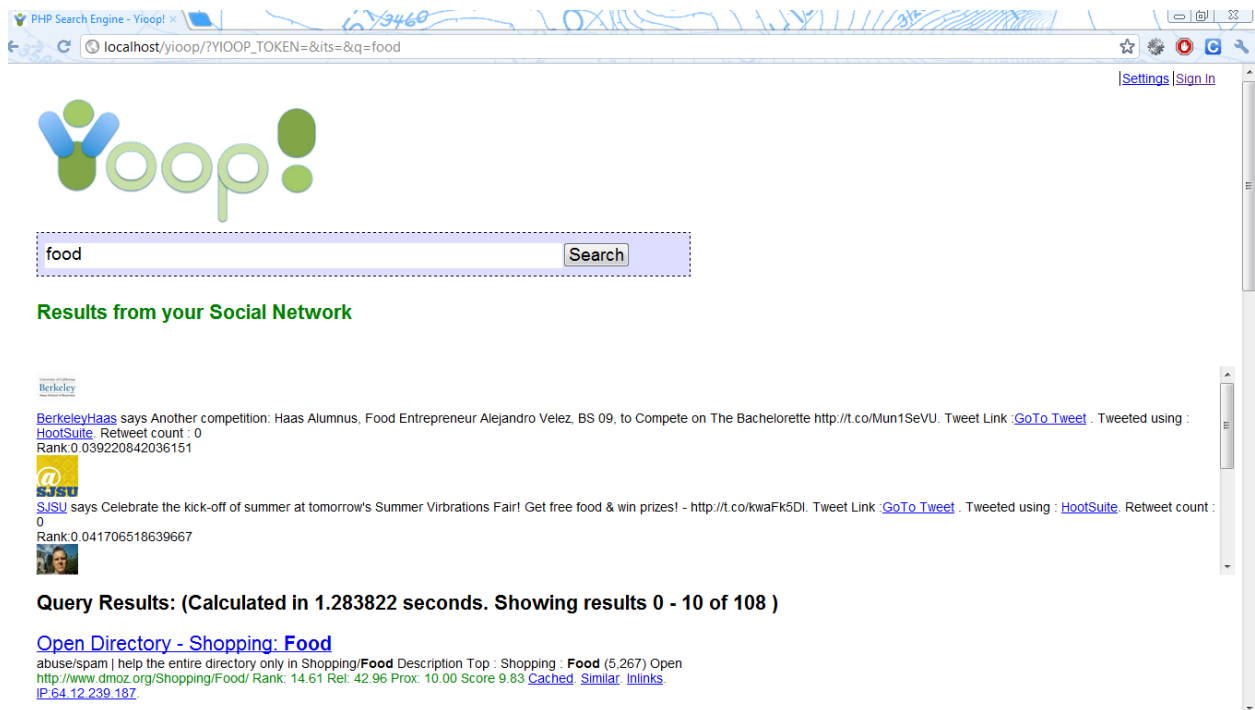 PHP Search Engine - Yioop! ×
localhost/yioop/?YIOOP_TOKEN=&its=&q=food
|Settings |Sign In
Yioop!
food Search
Results from your Social Network
Berkeley
BerkeleyHaas says Another competition: Haas Alumnus, Food Entrepreneur Alejandro Velez, BS 09, to Compete on The Bachelorette http://t.co/Mun1SeVU. Tweet Link :GoTo Tweet . Tweeted using :
HootSuite. Retweet count : 0
Rank:0.039220842036151
@
SJSU
SJSU says Celebrate the kick-off of summer at tomorrow's Summer Virbrations Fair! Get free food & win prizes! - http://t.co/kwaFk5DI. Tweet Link :GoTo Tweet . Tweeted using : HootSuite. Retweet count :
0
Rank:0.041706518639667
Query Results: (Calculated in 1.283822 seconds. Showing results 0 - 10 of 108 )
Open Directory - Shopping: Food
abuse/spam | help the entire directory only in Shopping/Food Description Top : Shopping : Food (5,267) Open
http://www.dmoz.org/Shopping/Food/ Rank: 14.61 Rel: 42.96 Prox: 10.00 Score 9.83 Cached. Similar. Inlinks.
IP:64.12.239.187.